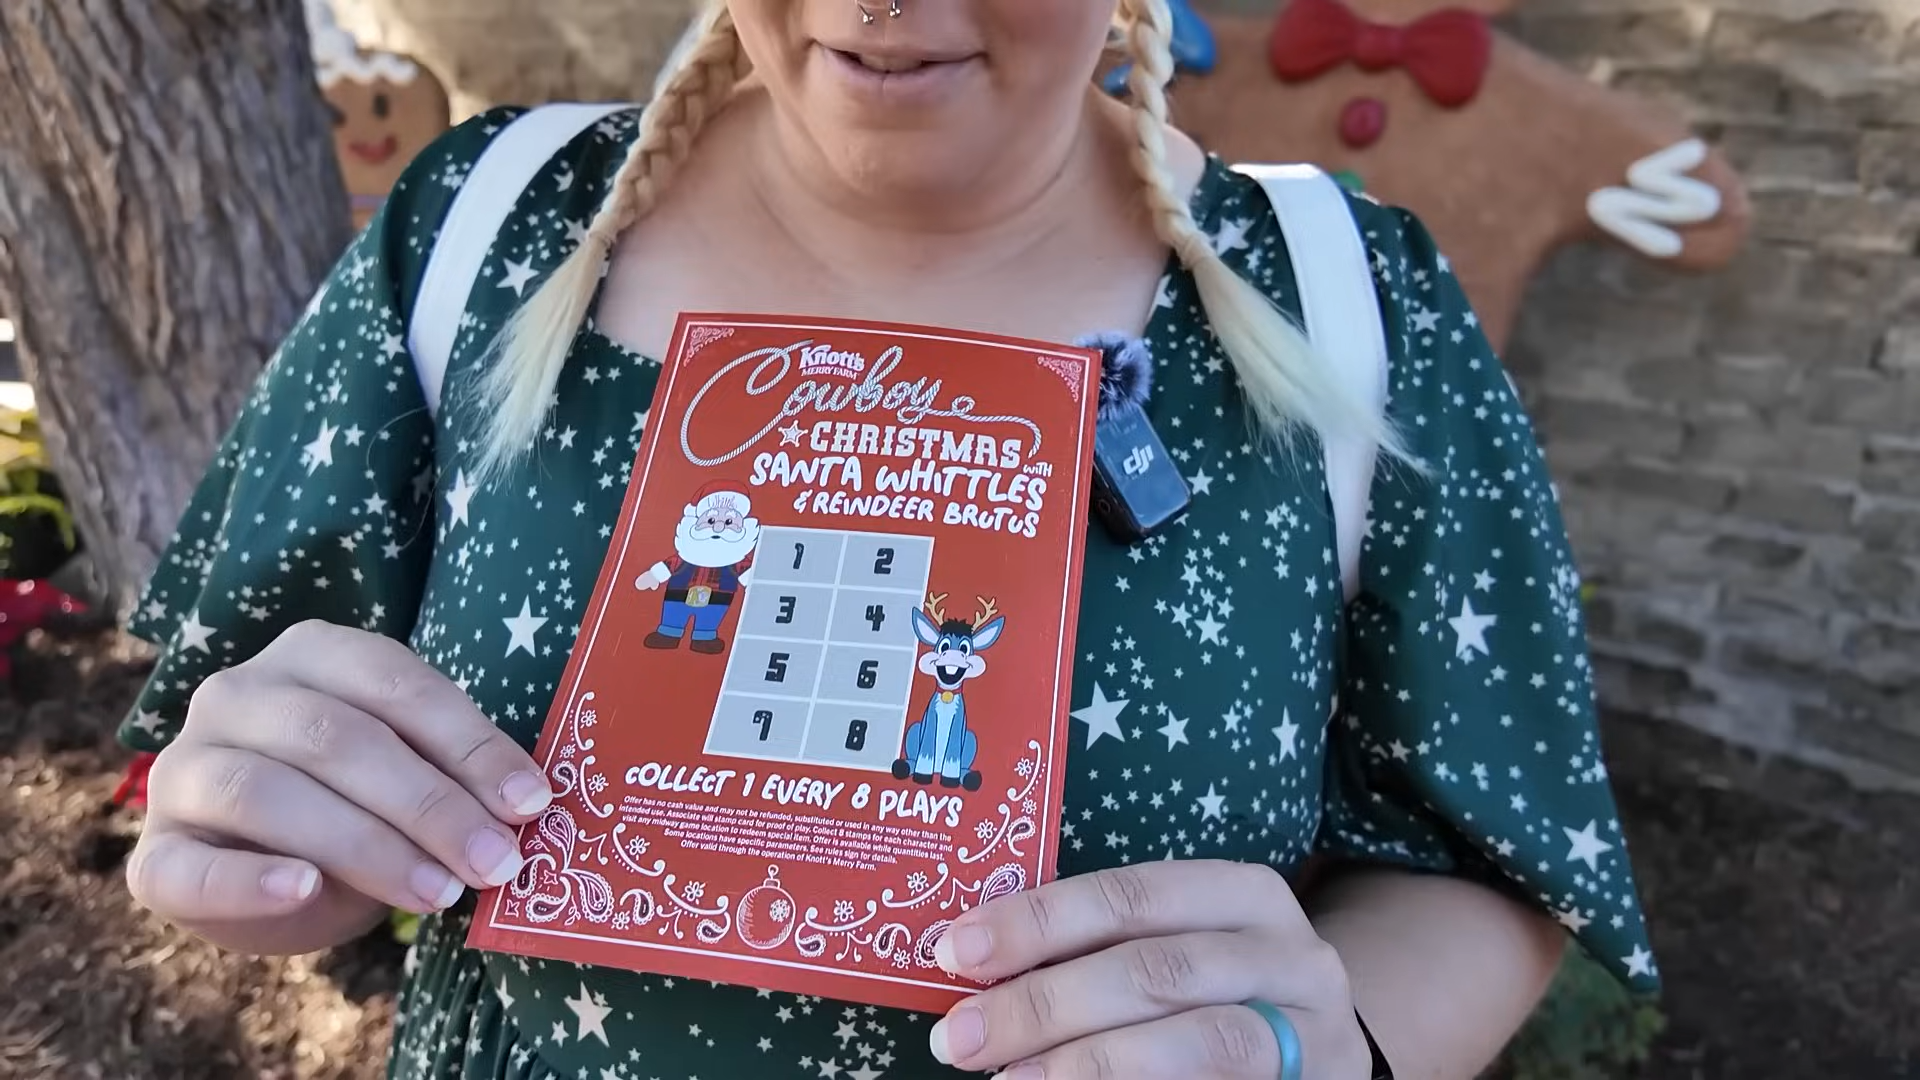 Knott's
MERRY FARM
Cowboy
CHRISTMAS
WITH
SANTA WHITTLES
& REINDEER BRUTUS
1 2
3 4
5 6
7 8
COLLECT 1 EVERY 8 PLAYS
Offer has no cash value and may not be refunded, substituted or used in any way other than the
intended use. Associate will stamp card for proof of play. Collect 8 stamps for each character and
visit any midway game location to redeem special item. Offer is available while quantities last.
Some locations have specific parameters. See rules sign for details.
Offer valid through the operation of Knott's Merry Farm.
dji